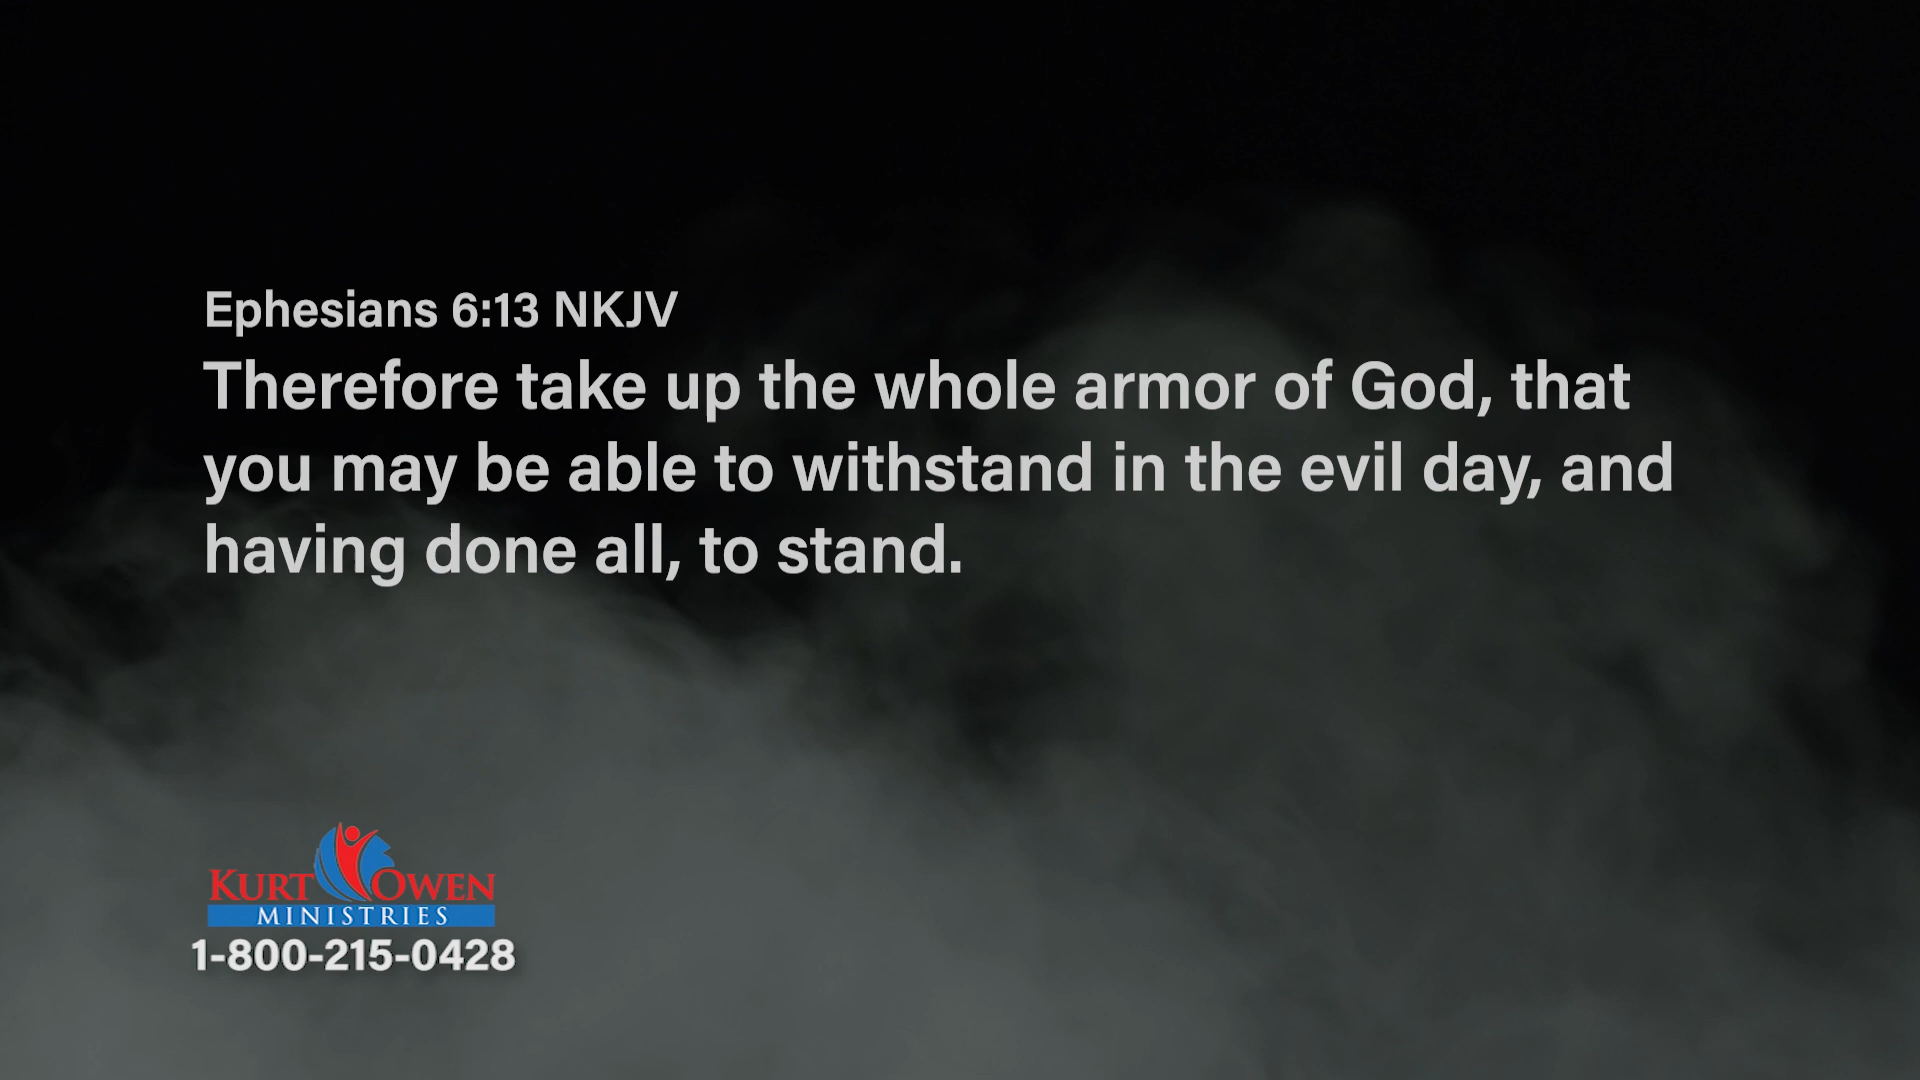 Ephesians 6:13 NKJV
Therefore take up the whole armor of God, that
you may be able to withstand in the evil day, and
having done all, to stand.
KURT OWEN
MINISTRIES
1-800-215-0428